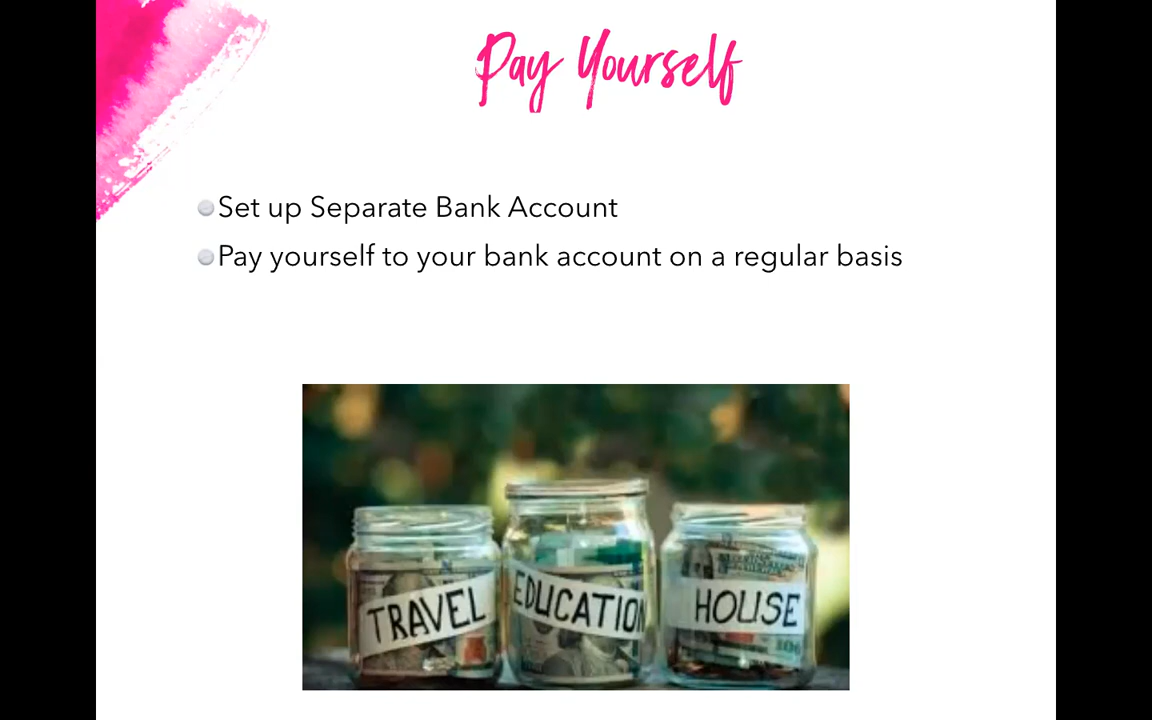 Pay Yourself
Set up Separate Bank Account
Pay yourself to your bank account on a regular basis
TRAVEL
EDUCATION
HOUSE